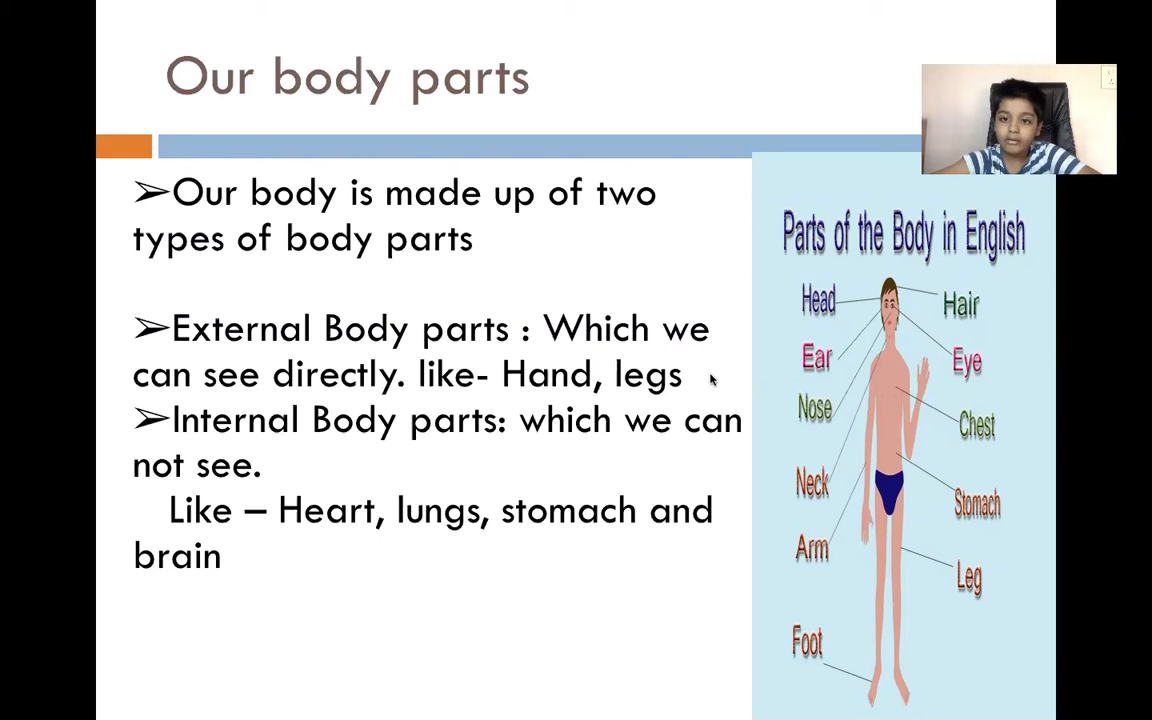 Our body parts
➢Our body is made up of two
types of body parts
➢External Body parts : Which we
can see directly. like- Hand, legs
➢Internal Body parts: which we can
not see.
Like – Heart, lungs, stomach and
brain
Parts of the Body in English
Head
Hair
Ear
Eye
Nose
Chest
Neck
Stomach
Arm
Leg
Foot